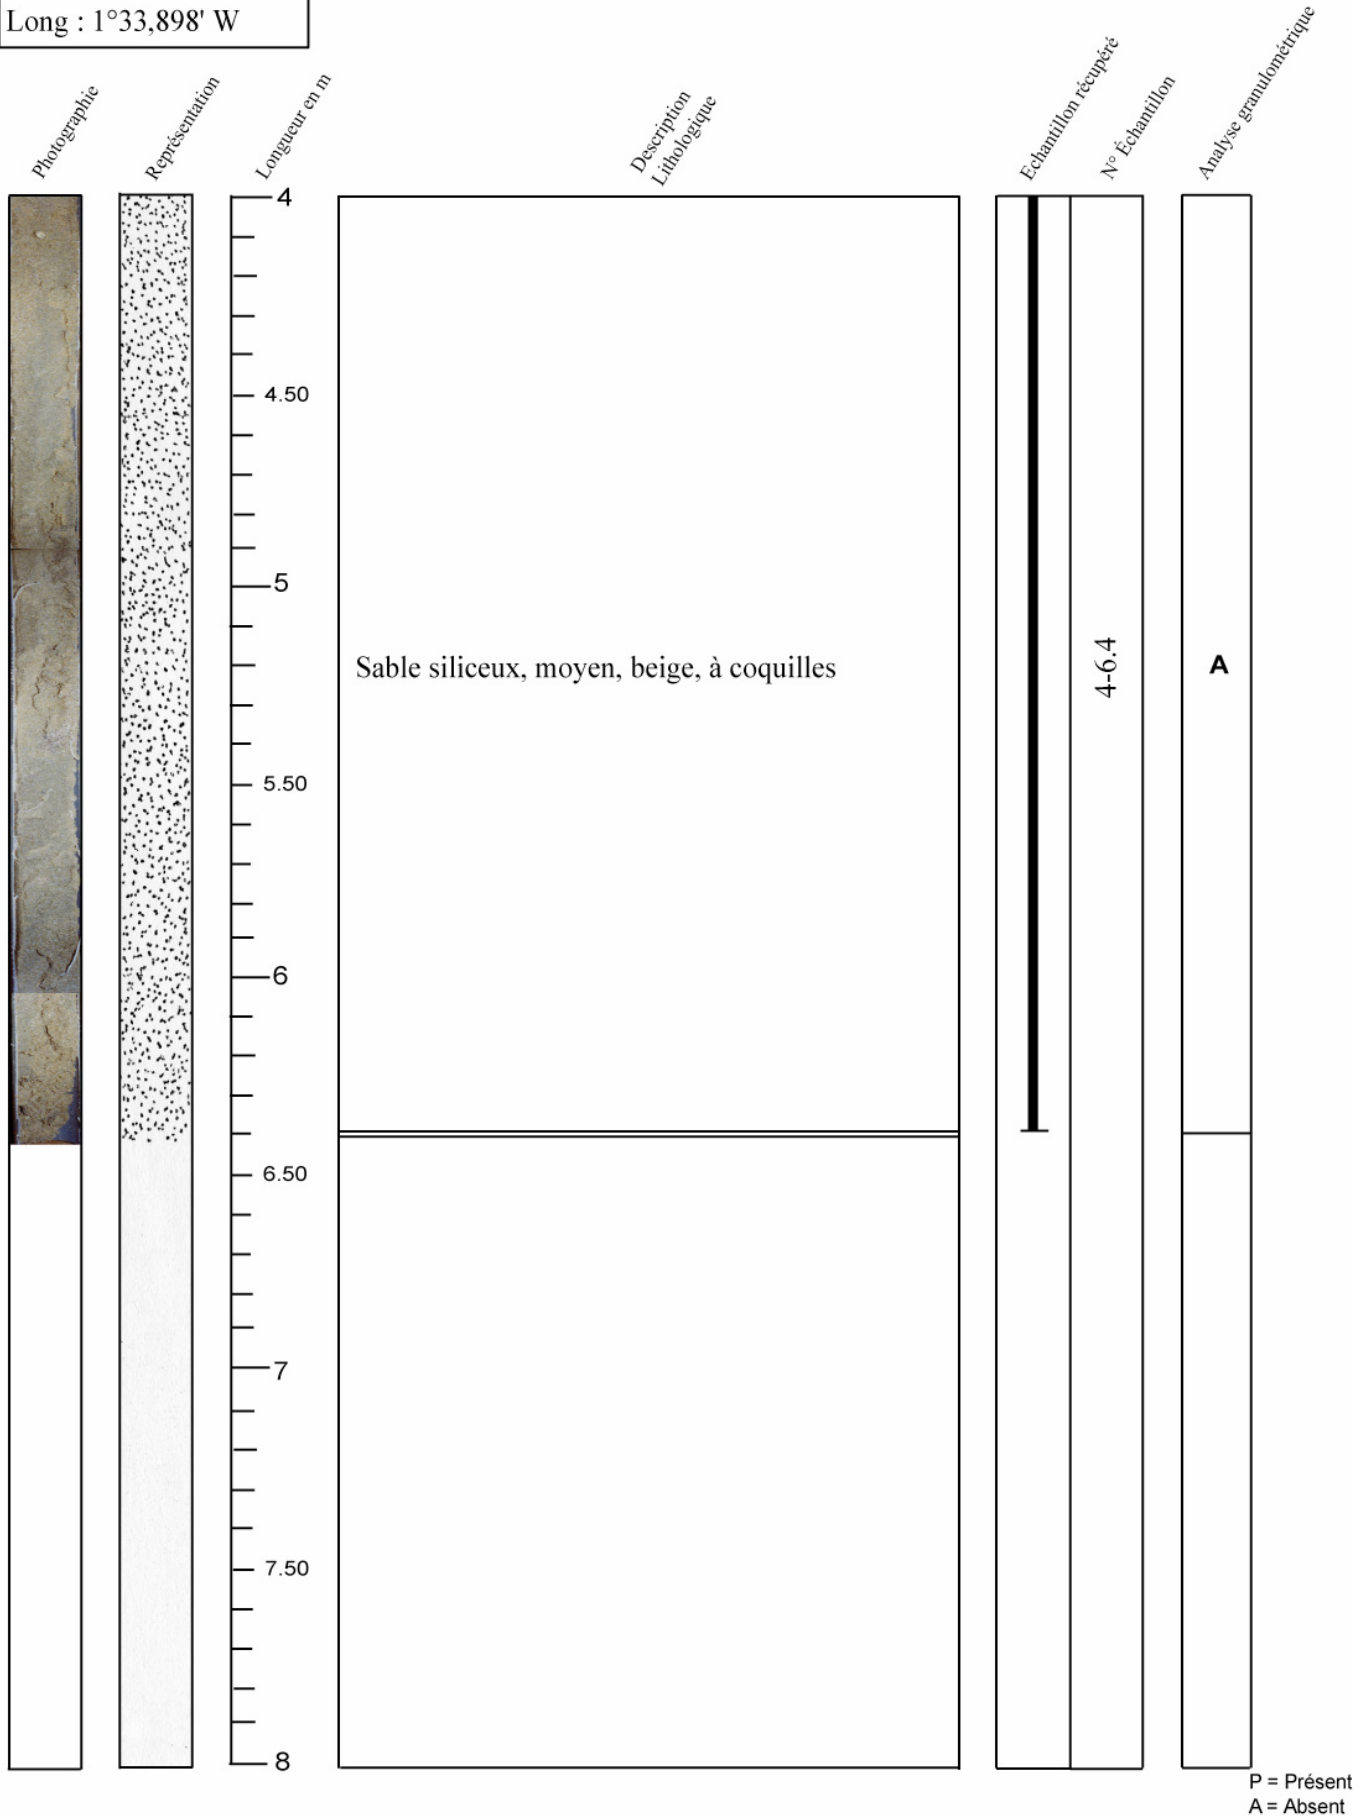 Long : 1°33,898' W
Photographie
Représentation
Longueur en m
Description
Lithologique
Echantillon récupéré
N° Échantillon
Analyse granulométrique
4
4.50
5
Sable siliceux, moyen, beige, à coquilles
4-6.4
A
5.50
6
6.50
7
7.50
8
P = Présent
A = Absent